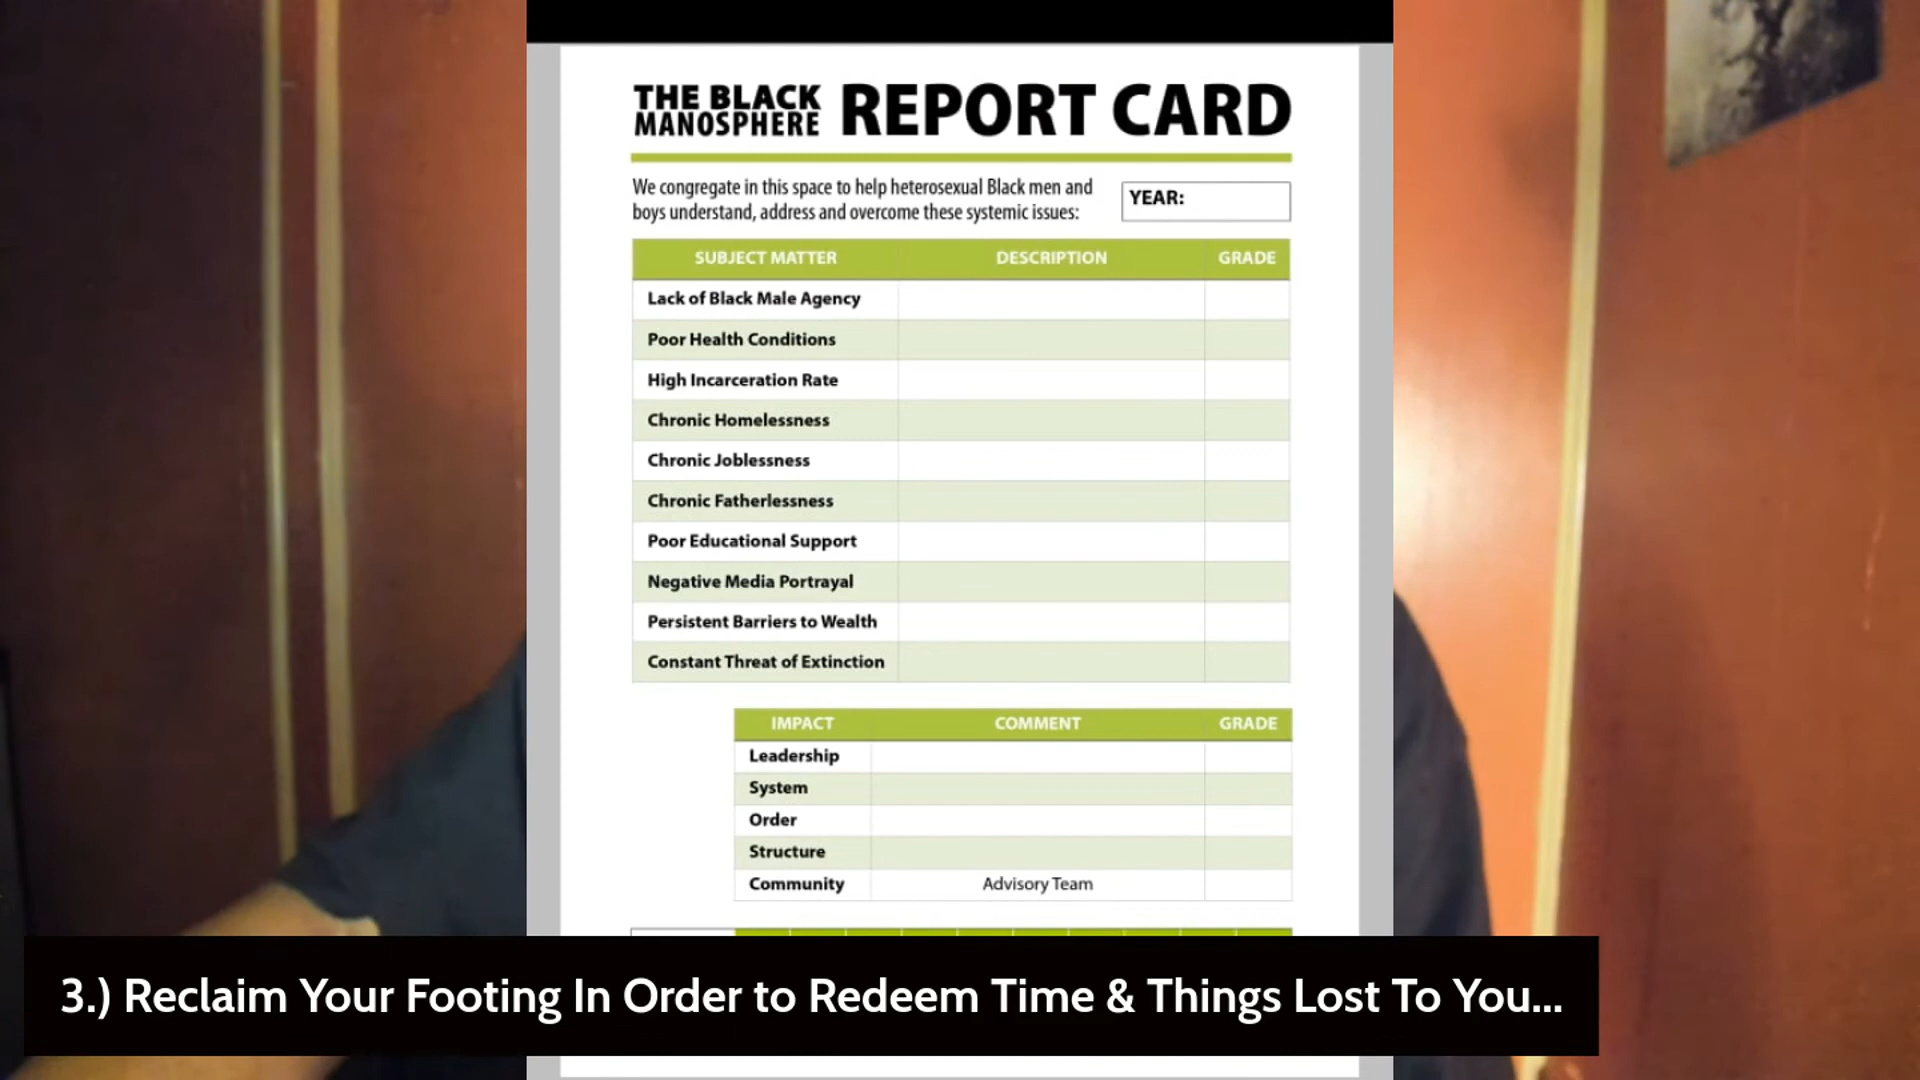 THE BLACK
MANOSPHERE
REPORT CARD
We congregate in this space to help heterosexual Black men and
boys understand, address and overcome these systemic issues:
YEAR:
SUBJECT MATTER DESCRIPTION GRADE
Lack of Black Male Agency
Poor Health Conditions
High Incarceration Rate
Chronic Homelessness
Chronic Joblessness
Chronic Fatherlessness
Poor Educational Support
Negative Media Portrayal
Persistent Barriers to Wealth
Constant Threat of Extinction
IMPACT COMMENT GRADE
Leadership
System
Order
Structure
Community Advisory Team
3.) Reclaim Your Footing In Order to Redeem Time & Things Lost To You...